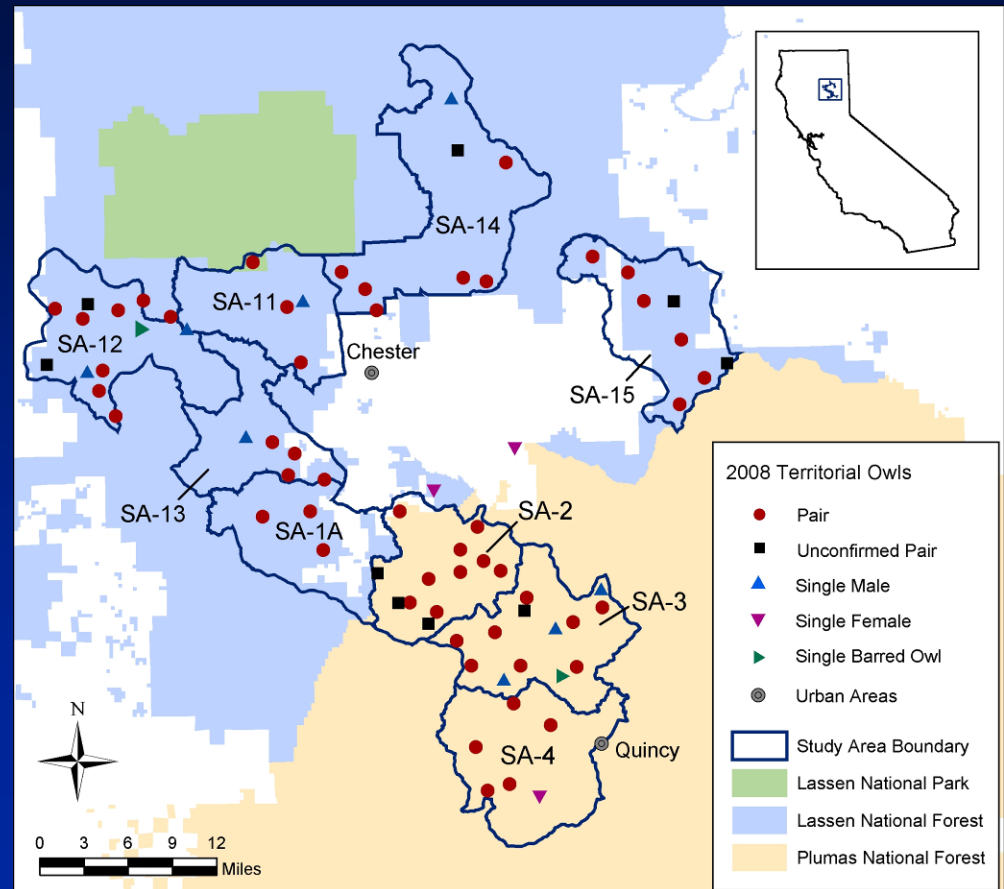 SA-14
SA-11
SA-12
Chester
SA-15
SA-13
SA-1A
SA-2
SA-3
SA-4
Quincy
N
0 3 6 9 12
Miles
2008 Territorial Owls
Pair
Unconfirmed Pair
Single Male
Single Female
Single Barred Owl
Urban Areas
Study Area Boundary
Lassen National Park
Lassen National Forest
Plumas National Forest